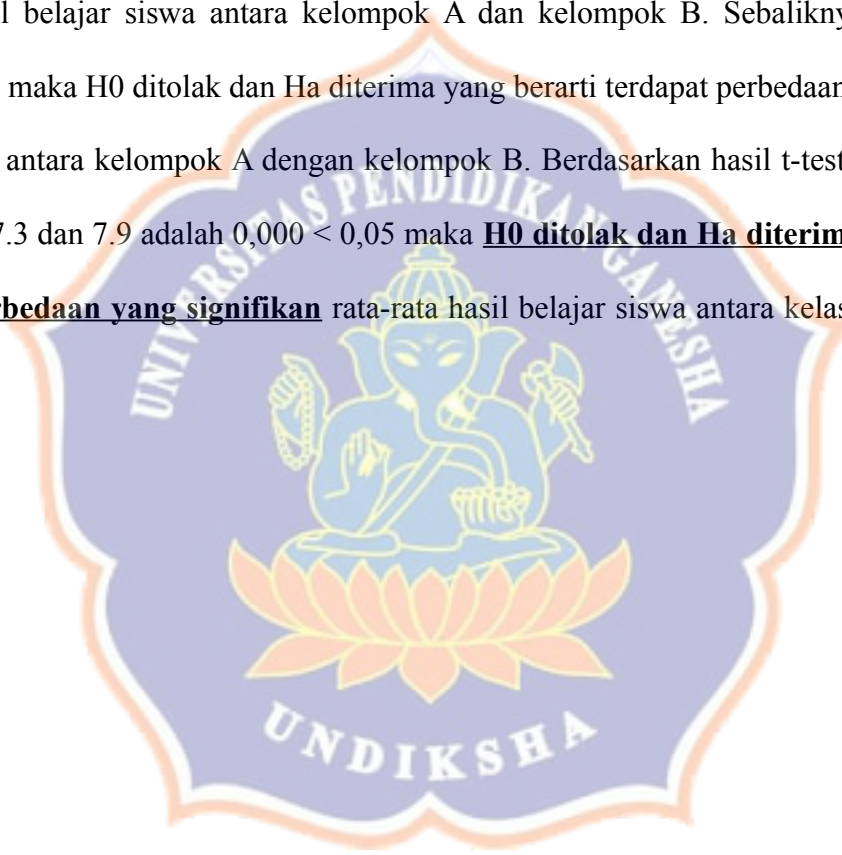 l belajar siswa antara kelompok A dan kelompok B. Sebalikny
maka H0 ditolak dan Ha diterima yang berarti terdapat perbedaan
antara kelompok A dengan kelompok B. Berdasarkan hasil t-test
7.3 dan 7.9 adalah 0,000 < 0,05 maka H0 ditolak dan Ha diterim
rbedaan yang signifikan rata-rata hasil belajar siswa antara kelas
UNIVERSITAS PENDIDIKAN GANESHA
UNDIKSHA